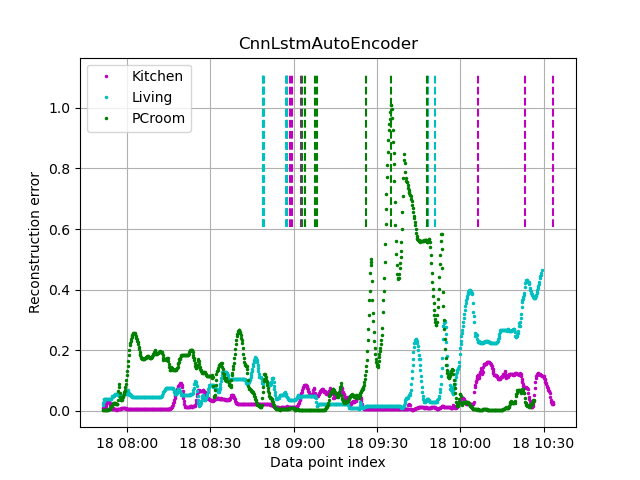 CnnLstmAutoEncoder
Kitchen
Living
PCroom
Reconstruction error
1.0
0.8
0.6
0.4
0.2
0.0
18 08:00 18 08:30 18 09:00 18 09:30 18 10:00 18 10:30
Data point index